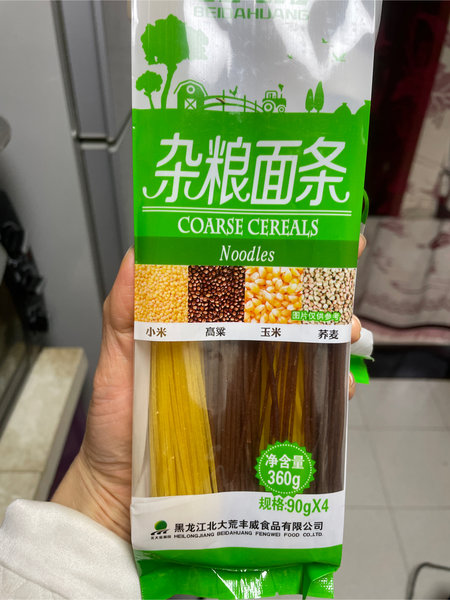 杂粮面条
COARSE CEREALS
Noodles
图片仅供参考
小米 高粱 玉米 荞麦
净含量
360g
规格:90gX4
黑龙江北大荒丰威食品有限公司
HEILONGJIANG BEIDAHUANG FENGWEI FOOD CO.,LTD.